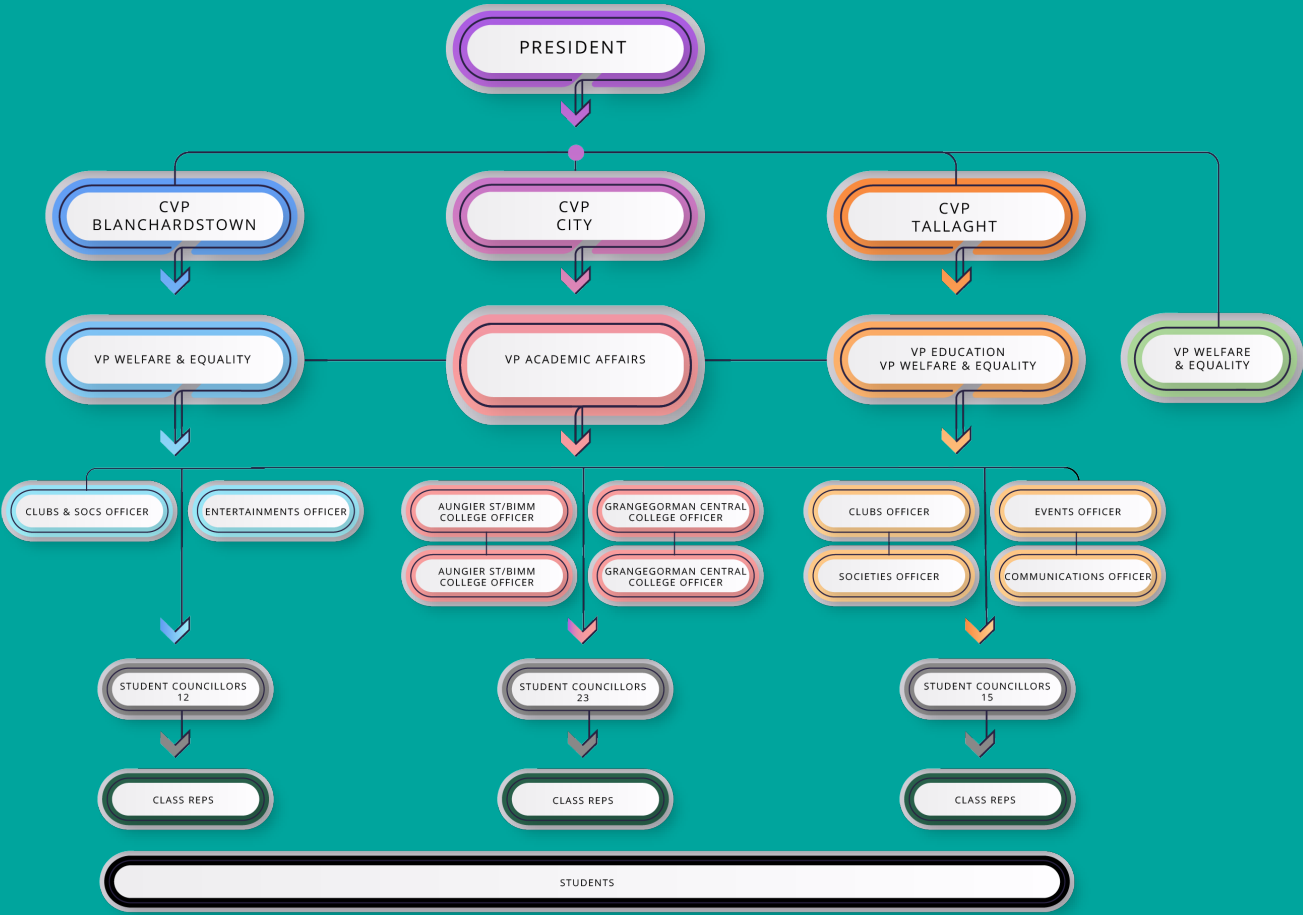 PRESIDENT
CVP
BLANCHARDSTOWN
CVP
CITY
CVP
TALLAGHT
VP WELFARE & EQUALITY
VP ACADEMIC AFFAIRS
VP EDUCATION
VP WELFARE & EQUALITY
VP WELFARE
& EQUALITY
CLUBS & SOCS OFFICER
ENTERTAINMENTS OFFICER
AUNGIER ST/BIMM
COLLEGE OFFICER
GRANGEGORMAN CENTRAL
COLLEGE OFFICER
CLUBS OFFICER
EVENTS OFFICER
AUNGIER ST/BIMM
COLLEGE OFFICER
GRANGEGORMAN CENTRAL
COLLEGE OFFICER
SOCIETIES OFFICER
COMMUNICATIONS OFFICER
STUDENT COUNCILLORS
12
STUDENT COUNCILLORS
23
STUDENT COUNCILLORS
15
CLASS REPS
CLASS REPS
CLASS REPS
STUDENTS